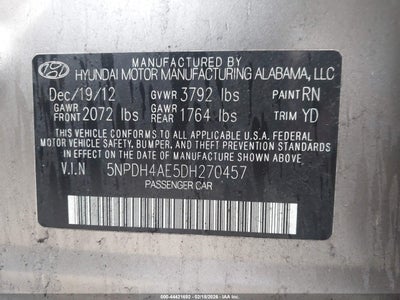 MANUFACTURED BY
HYUNDAI MOTOR MANUFACTURING ALABAMA, LLC
Dec/19/12 GVWR 3792 lbs PAINT RN
GAWR FRONT 2072 lbs GAWR REAR 1764 lbs TRIM YD
THIS VEHICLE CONFORMS TO ALL APPLICABLE U.S.A. FEDERAL
MOTOR VEHICLE SAFETY, BUMPER, AND THEFT PREVENTION
STANDARDS IN EFFECT ON THE DATE OF MANUFACTURE SHOWN ABOVE.
V.I.N 5NPDH4AE5DH270457
PASSENGER CAR